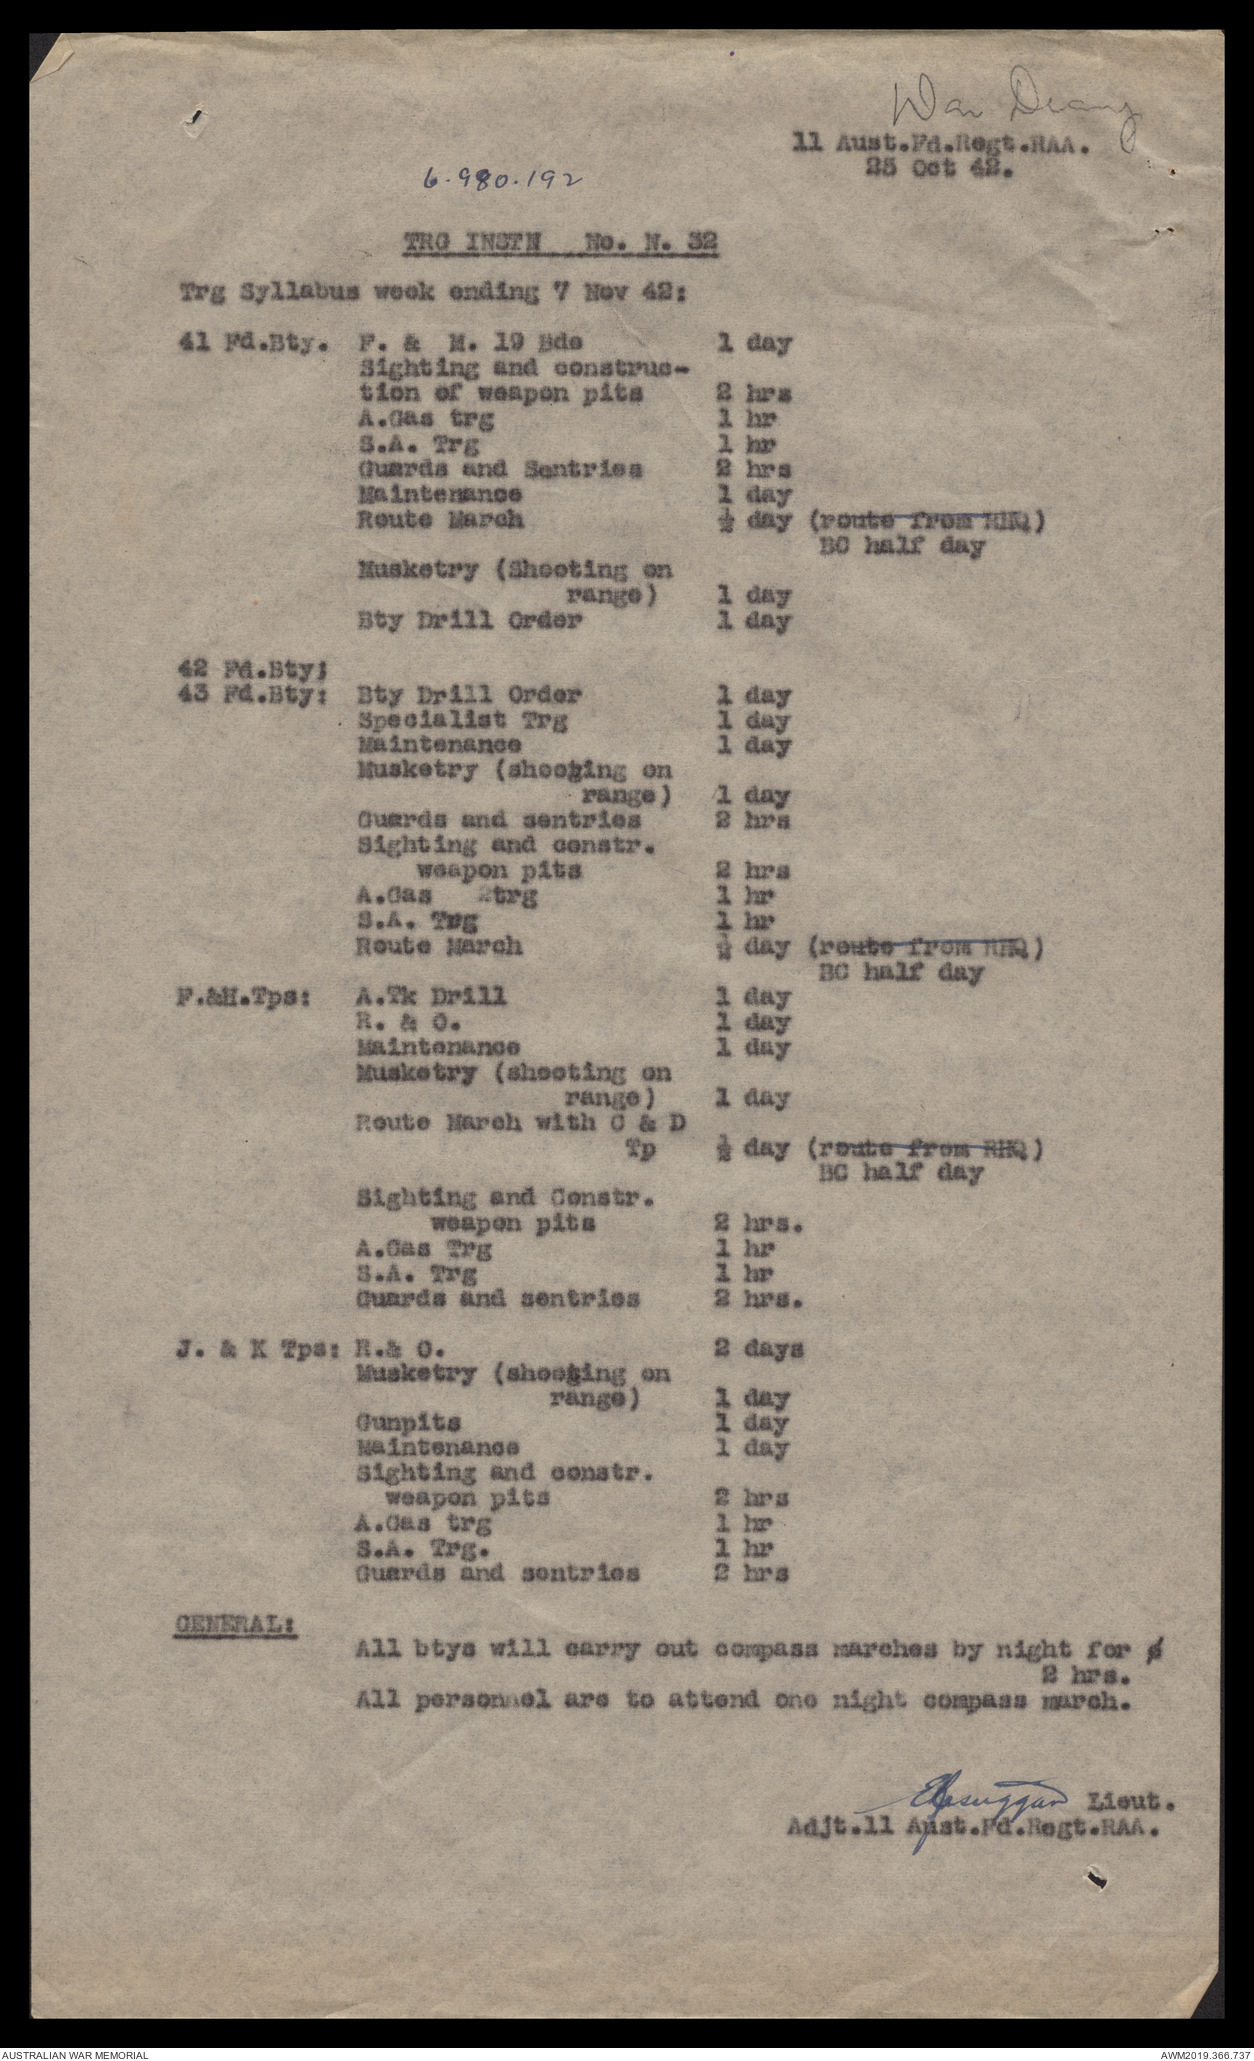 War Diary
11 Aust.Fd.Regt.RAA.
25 Oct 42.
6.980.192
TRG INSTN No. N. 32
Trg Syllabus week ending 7 Nov 42:
41 Fd.Bty. F. & M. 19 Bde 1 day
Sighting and construc-
tion of weapon pits 2 hrs
A.Gas trg 1 hr
S.A. Trg 1 hr
Guards and Sentries 2 hrs
Maintenance 1 day
Route March ½ day (route from RHQ)
BC half day
Musketry (Shooting on
range) 1 day
Bty Drill Order 1 day
42 Fd.Bty;
43 Fd.Bty: Bty Drill Order 1 day
Specialist Trg 1 day
Maintenance 1 day
Musketry (shooting on
range) 1 day
Guards and sentries 2 hrs
Sighting and constr.
weapon pits 2 hrs
A.Gas trg 1 hr
S.A. Trg 1 hr
Route March ½ day (route from RHQ)
BC half day
F.&H.Tps: A.Tk Drill 1 day
R. & O. 1 day
Maintenance 1 day
Musketry (shooting on
range) 1 day
Route March with C & D
Tp ½ day (route from RHQ)
BC half day
Sighting and Constr.
weapon pits 2 hrs.
A.Gas Trg 1 hr
S.A. Trg 1 hr
Guards and sentries 2 hrs.
J. & K Tps: R.& O. 2 days
Musketry (shooting on
range) 1 day
Gunpits 1 day
Maintenance 1 day
Sighting and constr.
weapon pits 2 hrs
A.Gas trg 1 hr
S.A. Trg. 1 hr
Guards and sentries 2 hrs
GENERAL:
All btys will carry out compass marches by night for
2 hrs.
All personnel are to attend one night compass march.
Lieut.
Adjt.11 Aust.Fd.Regt.RAA.
AUSTRALIAN WAR MEMORIAL AWM2019.366.737